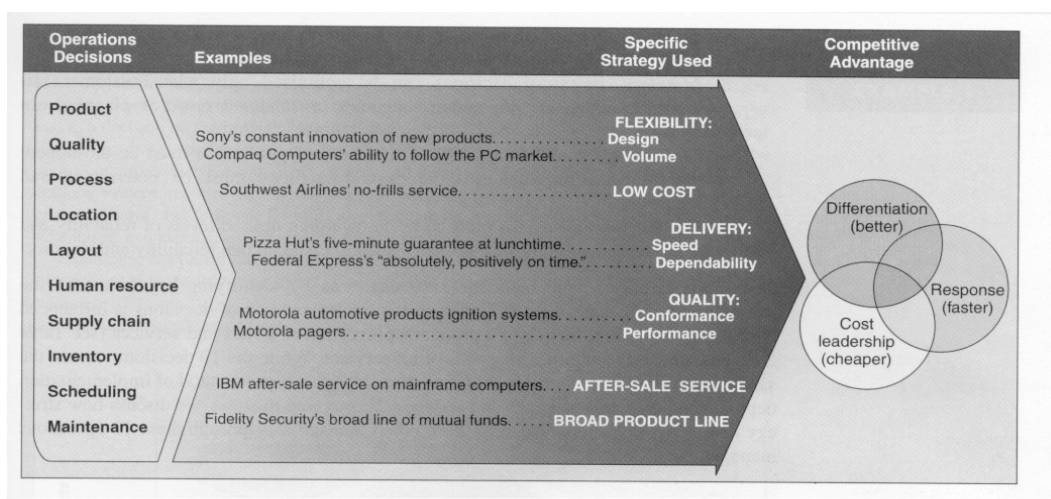 Operations
Decisions
Examples
Specific
Strategy Used
Competitive
Advantage
Product
Quality
Process
Location
Layout
Human resource
Supply chain
Inventory
Scheduling
Maintenance
FLEXIBILITY:
Sony's constant innovation of new products............... Design
Compaq Computers' ability to follow the PC market......... Volume
Southwest Airlines' no-frills service..................... LOW COST
DELIVERY:
Pizza Hut's five-minute guarantee at lunchtime............ Speed
Federal Express's "absolutely, positively on time."....... Dependability
QUALITY:
Motorola automotive products ignition systems......... Conformance
Motorola pagers.................................... Performance
IBM after-sale service on mainframe computers.... AFTER-SALE SERVICE
Fidelity Security's broad line of mutual funds...... BROAD PRODUCT LINE
Differentiation
(better)
Response
(faster)
Cost
leadership
(cheaper)